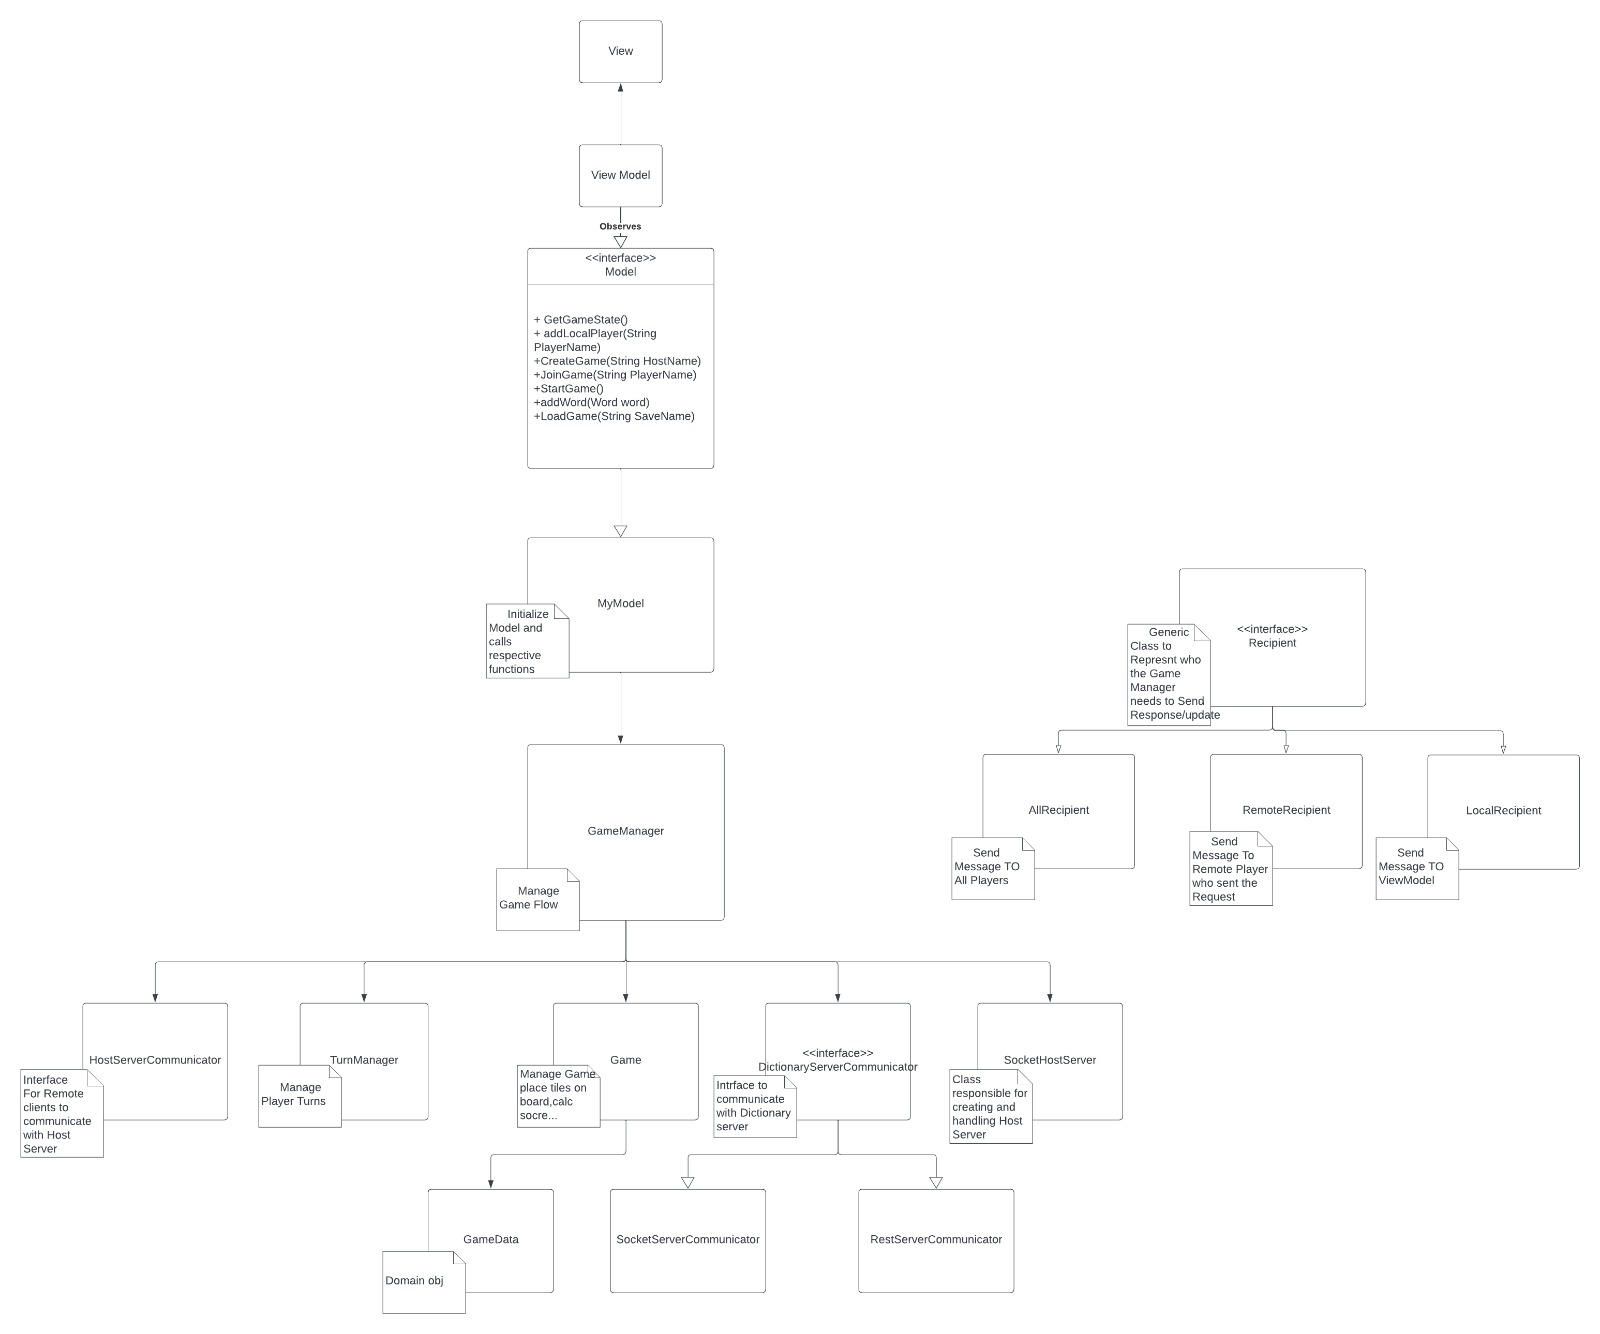 View
View Model
Observes
<<interface>>
Model
+ GetGameState()
+ addLocalPlayer(String
PlayerName)
+CreateGame(String HostName)
+JoinGame(String PlayerName)
+StartGame()
+addWord(Word word)
+LoadGame(String SaveName)
MyModel
Initialize
Model and
calls
respective
functions
<<interface>>
Recipient
Generic
Class to
Represnt who
the Game
Manager
needs to Send
Response/update
GameManager
Manage
Game Flow
AllRecipient
Send
Message TO
All Players
RemoteRecipient
Send
Message To
Remote Player
who sent the
Request
LocalRecipient
Send
Message TO
ViewModel
HostServerCommunicator
Interface
For Remote
clients to
communicate
with Host
Server
TurnManager
Manage
Player Turns
Game
Manage Game
place tiles on
board,calc
socre...
<<interface>>
DictionaryServerCommunicator
Intrface to
communicate
with Dictionary
server
SocketHostServer
Class
responsible for
creating and
handling Host
Server
GameData
Domain obj
SocketServerCommunicator
RestServerCommunicator